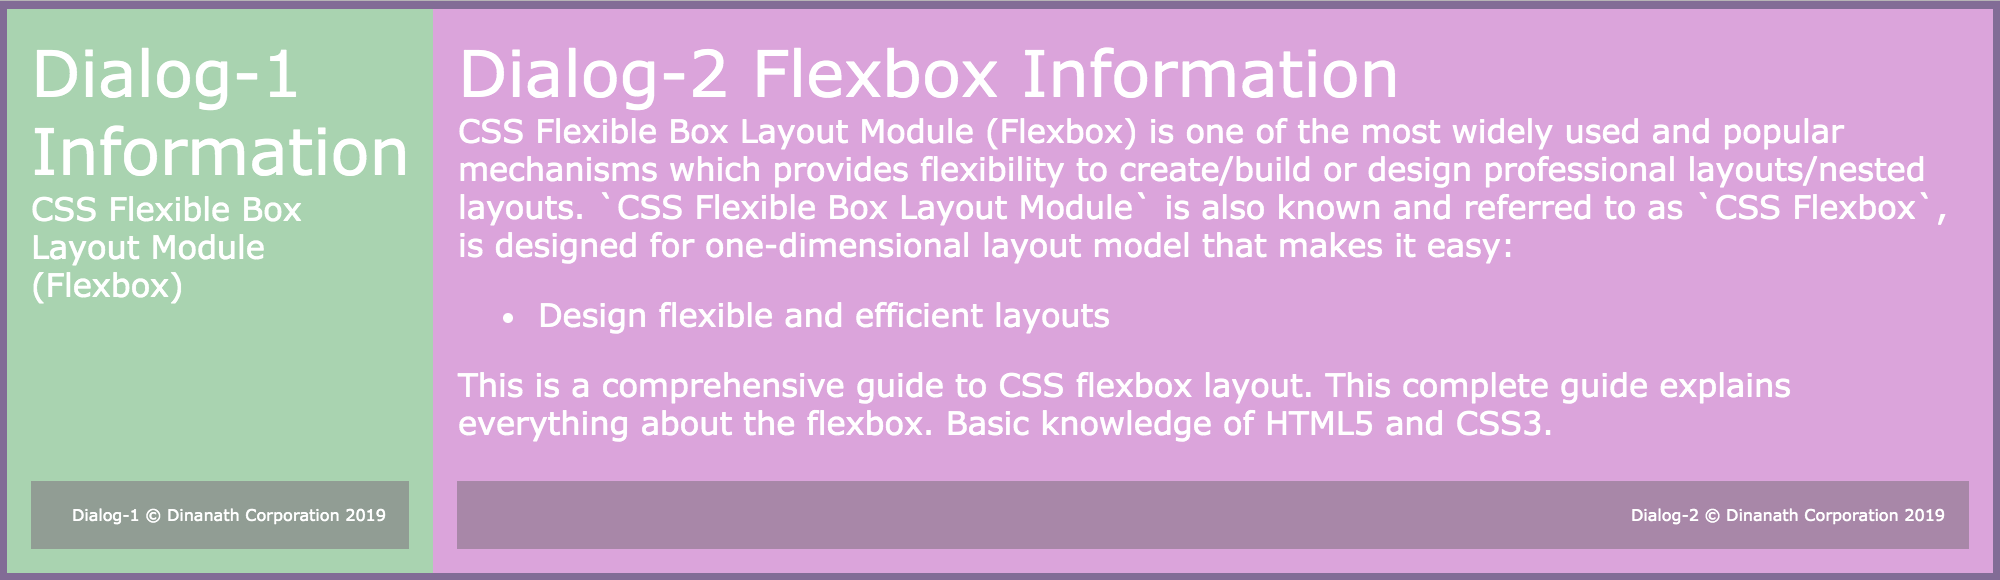 Dialog-1
Information
CSS Flexible Box
Layout Module
(Flexbox)
Dialog-1 © Dinanath Corporation 2019
Dialog-2 Flexbox Information
CSS Flexible Box Layout Module (Flexbox) is one of the most widely used and popular
mechanisms which provides flexibility to create/build or design professional layouts/nested
layouts. `CSS Flexible Box Layout Module` is also known and referred to as `CSS Flexbox`,
is designed for one-dimensional layout model that makes it easy:
• Design flexible and efficient layouts
This is a comprehensive guide to CSS flexbox layout. This complete guide explains
everything about the flexbox. Basic knowledge of HTML5 and CSS3.
Dialog-2 © Dinanath Corporation 2019